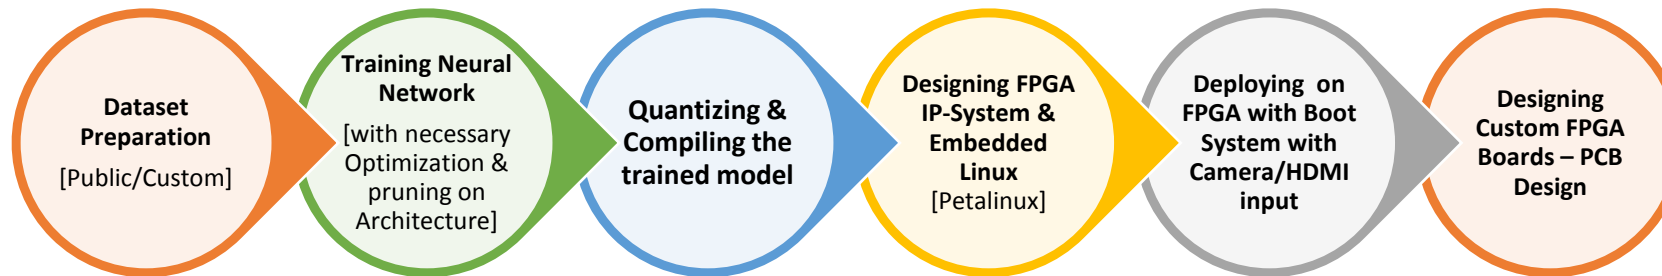 Dataset
Preparation
[Public/Custom]
Training Neural
Network
[with necessary
Optimization &
pruning on
Architecture]
Quantizing &
Compiling the
trained model
Designing FPGA
IP-System &
Embedded
Linux
[Petalinux]
Deploying on
FPGA with Boot
System with
Camera/HDMI
input
Designing
Custom FPGA
Boards – PCB
Design